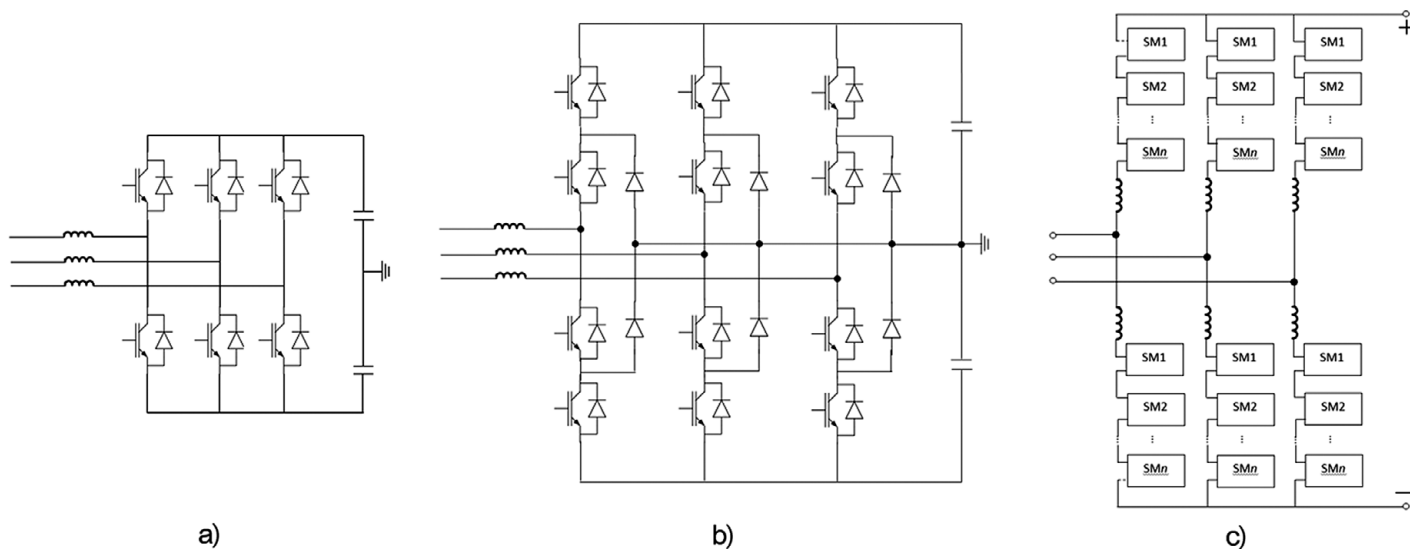 +
SM1 SM1 SM1
SM2 SM2 SM2
⋮ ⋮ ⋮
SMn SMn SMn
SM1 SM1 SM1
SM2 SM2 SM2
⋮ ⋮ ⋮
SMn SMn SMn
−
a) b) c)